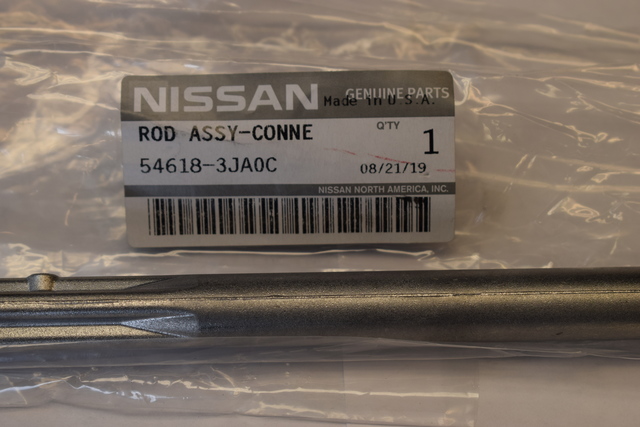 NISSAN GENUINE PARTS
Made in U.S.A.
ROD ASSY-CONNE
Q'TY 1
54618-3JA0C
08/21/19
NISSAN NORTH AMERICA, INC.